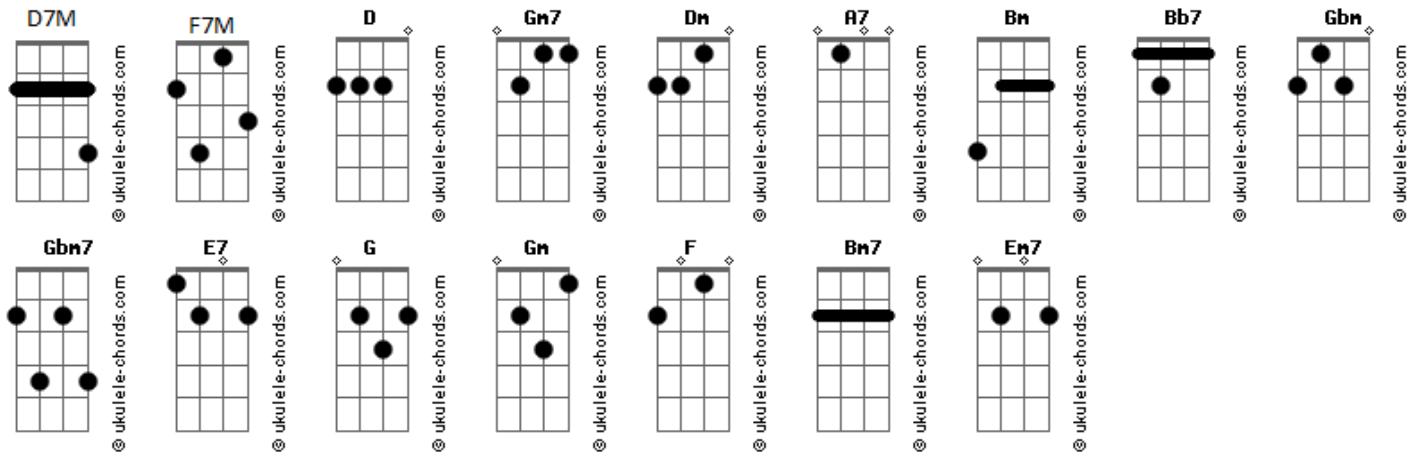 D7M F7M D Gm7 Dm A7 Bm Bb7 Gbm
© ukulele-chords.com © ukulele-chords.com © ukulele-chords.com © ukulele-chords.com © ukulele-chords.com © ukulele-chords.com © ukulele-chords.com © ukulele-chords.com © ukulele-chords.com
Gbm7 E7 G Gm F Bm7 Em7
© ukulele-chords.com © ukulele-chords.com © ukulele-chords.com © ukulele-chords.com © ukulele-chords.com © ukulele-chords.com © ukulele-chords.com